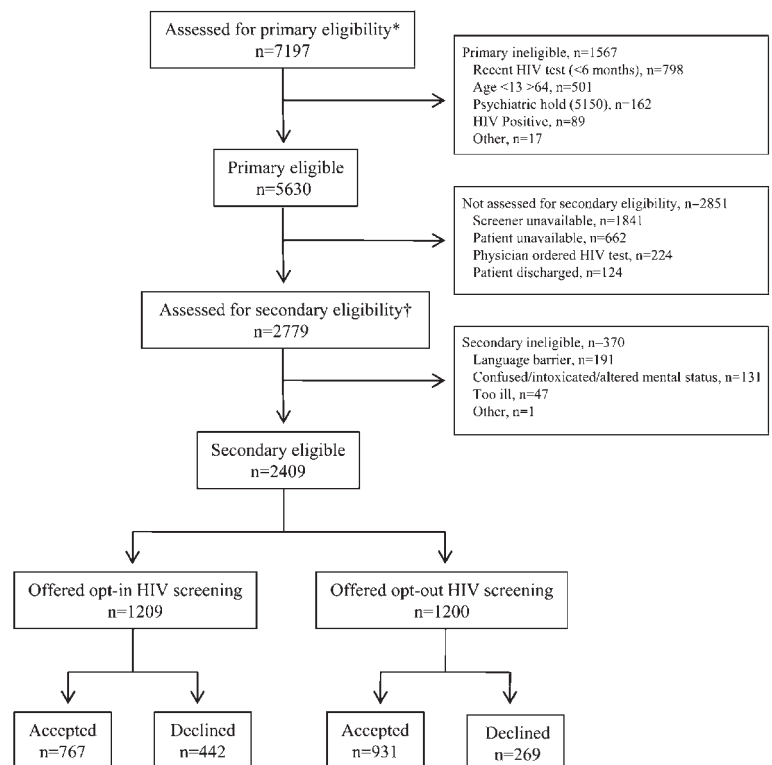 Assessed for primary eligibility*
n=7197
Primary ineligible, n=1567
Recent HIV test (<6 months), n=798
Age <13 >64, n=501
Psychiatric hold (5150), n=162
HIV Positive, n=89
Other, n=17
Primary eligible
n=5630
Not assessed for secondary eligibility, n=2851
Screener unavailable, n=1841
Patient unavailable, n=662
Physician ordered HIV test, n=224
Patient discharged, n=124
Assessed for secondary eligibility†
n=2779
Secondary ineligible, n=370
Language barrier, n=191
Confused/intoxicated/altered mental status, n=131
Too ill, n=47
Other, n=1
Secondary eligible
n=2409
Offered opt-in HIV screening
n=1209
Offered opt-out HIV screening
n=1200
Accepted
n=767
Declined
n=442
Accepted
n=931
Declined
n=269